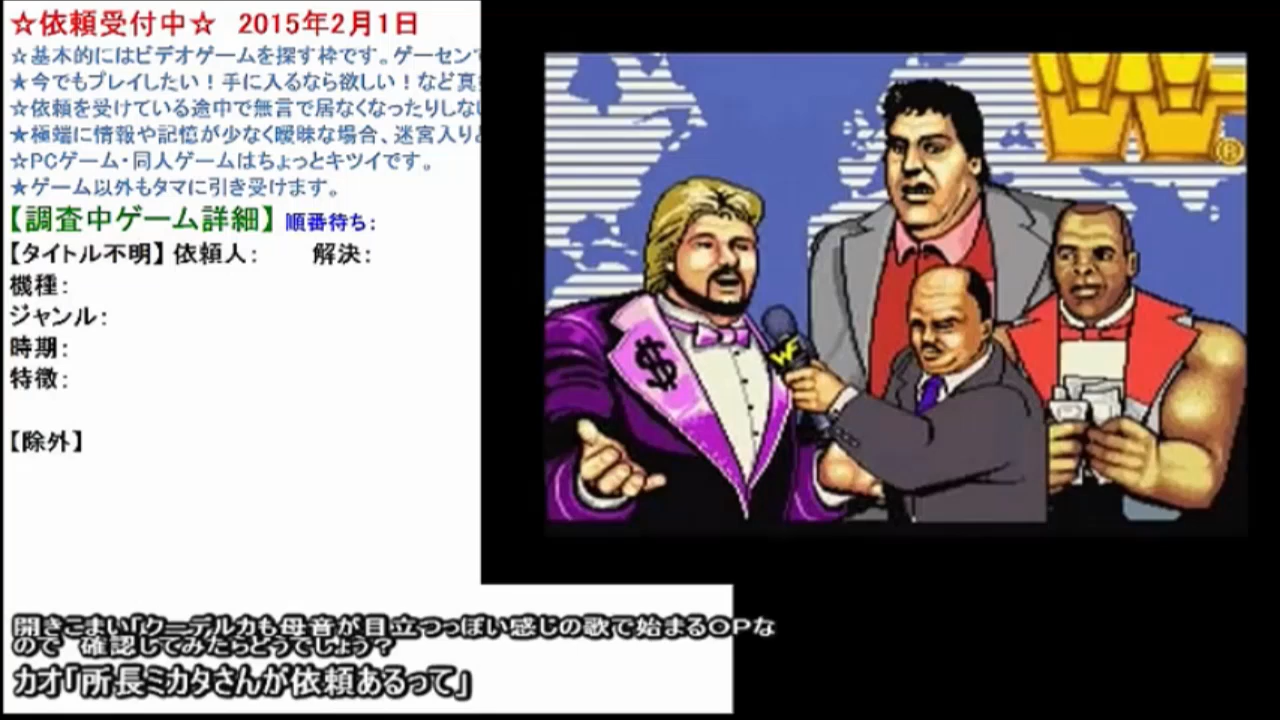 ☆依頼受付中☆ 2015年2月1日
☆基本的にはビデオゲームを探す枠です。ゲーセンで
★今でもプレイしたい！手に入るなら欲しい！など真
☆依頼を受けている途中で無言で居なくなったりしな
★極端に情報や記憶が少なく曖昧な場合、迷宮入り
☆PCゲーム・同人ゲームはちょっとキツイです。
★ゲーム以外もタマに引き受けます。
【調査中ゲーム詳細】 順番待ち:
【タイトル不明】 依頼人: 解決:
機種:
ジャンル:
時期:
特徴:
【除外】
WF
®
$
WF
開きこまい「クーデルカも母音が目立つっぽい感じの歌で始まるOPな
ので 確認してみたらどうでしょう?
カオ「所長ミカタさんが依頼あるって」